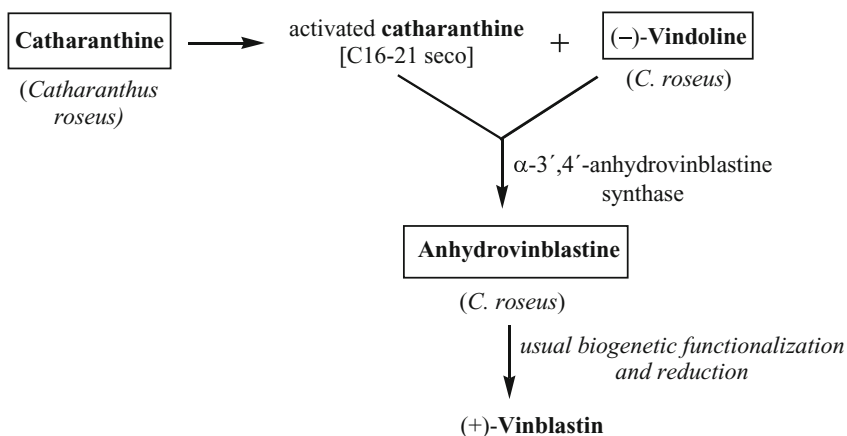 Catharanthine
(Catharanthus
roseus)
activated catharanthine
[C16-21 seco]
+
(−)-Vindoline
(C. roseus)
α-3´,4´-anhydrovinblastine
synthase
Anhydrovinblastine
(C. roseus)
usual biogenetic functionalization
and reduction
(+)-Vinblastin